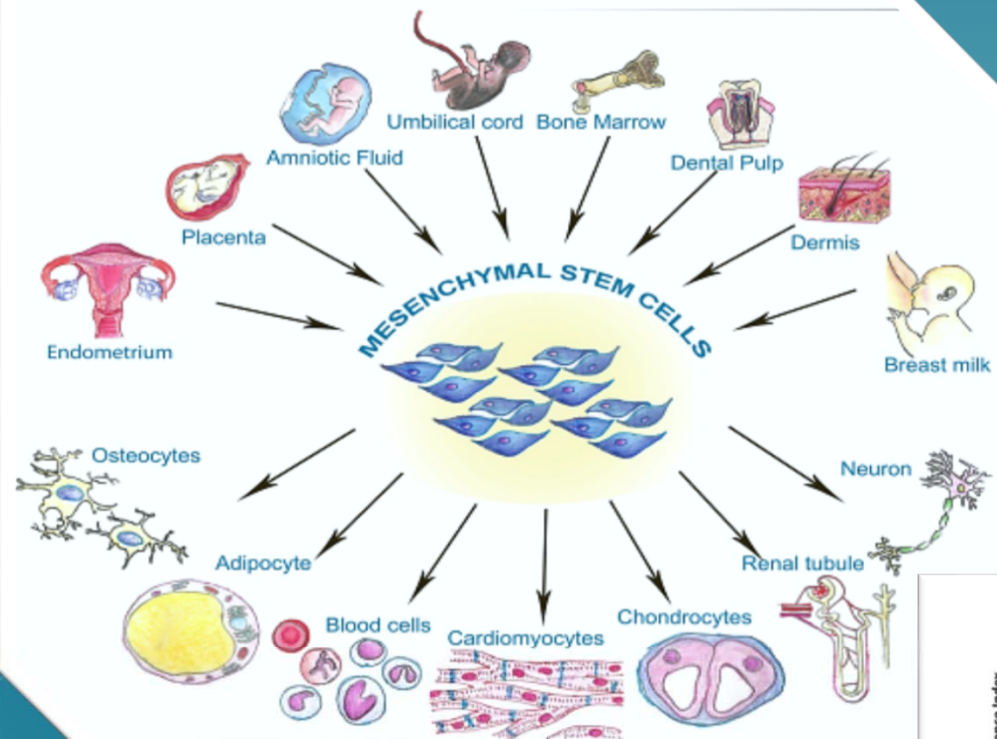 Umbilical cord
Bone Marrow
Amniotic Fluid
Dental Pulp
Placenta
Dermis
MESENCHYMAL STEM CELLS
Endometrium
Breast milk
Osteocytes
Neuron
Adipocyte
Renal tubule
Blood cells
Cardiomyocytes
Chondrocytes